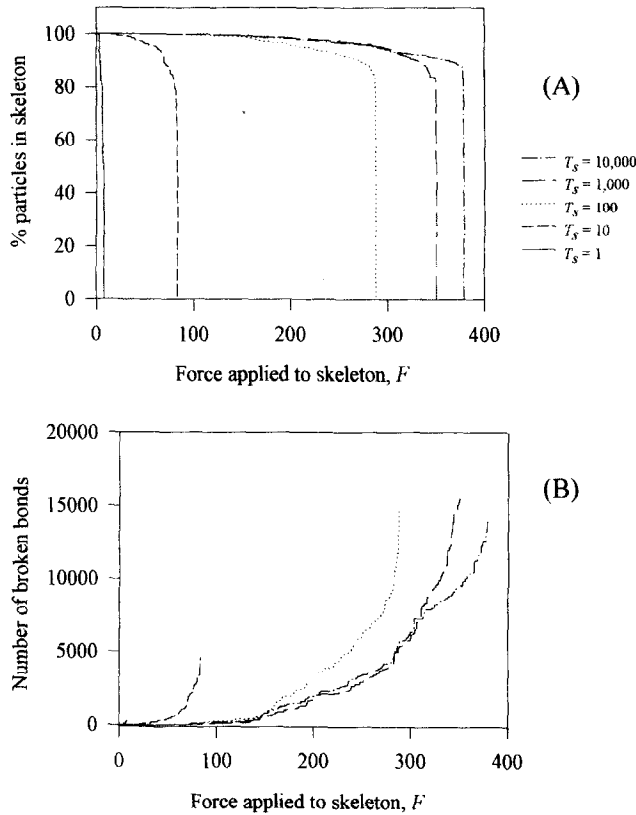 100
80
60
40
20
0
% particles in skeleton
0 100 200 300 400
Force applied to skeleton, F
(A)
T_s = 10,000
T_s = 1,000
T_s = 100
T_s = 10
T_s = 1
20000
15000
10000
5000
0
Number of broken bonds
0 100 200 300 400
Force applied to skeleton, F
(B)